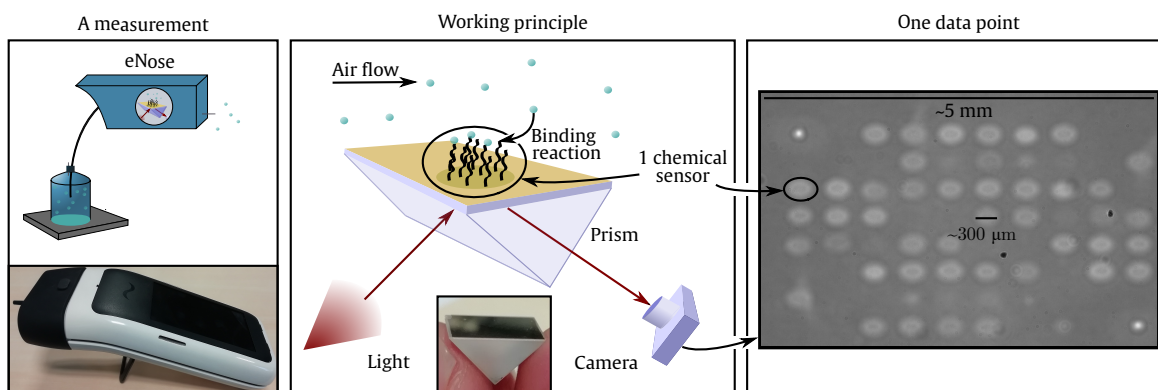 A measurement
eNose
Working principle
Air flow
Binding
reaction
1 chemical
sensor
Prism
Light
Camera
One data point
~5 mm
~300 µm